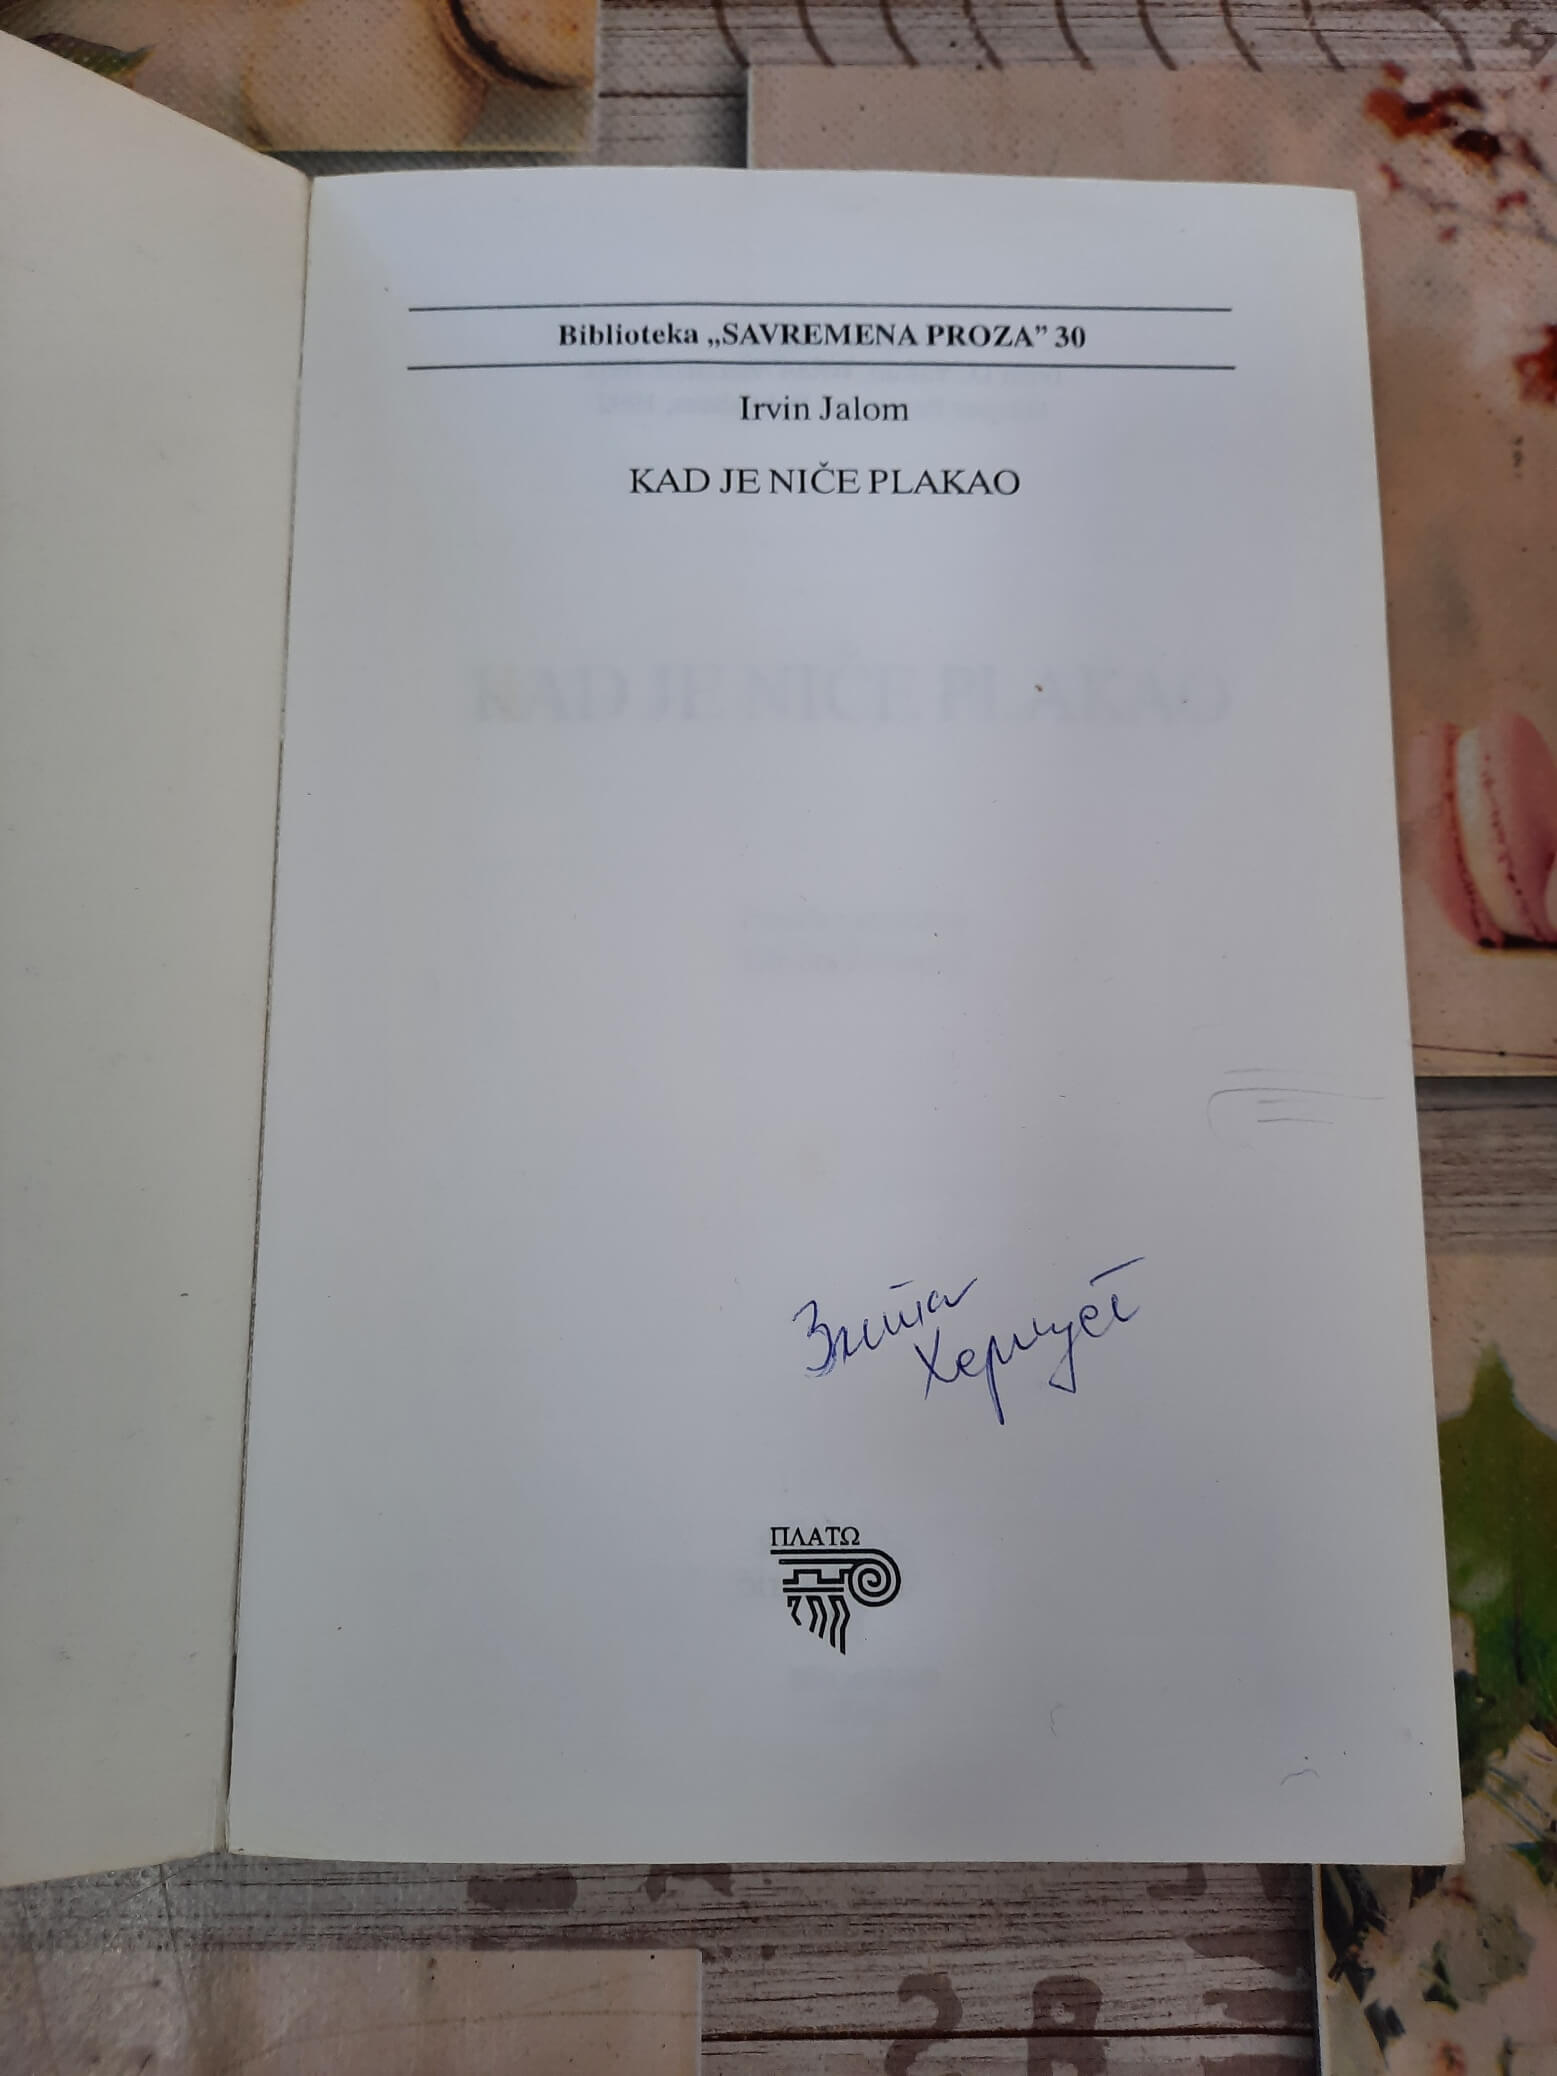 Biblioteka „SAVREMENA PROZA” 30
Irvin Jalom
KAD JE NIČE PLAKAO
ΠΛΑΤΩ